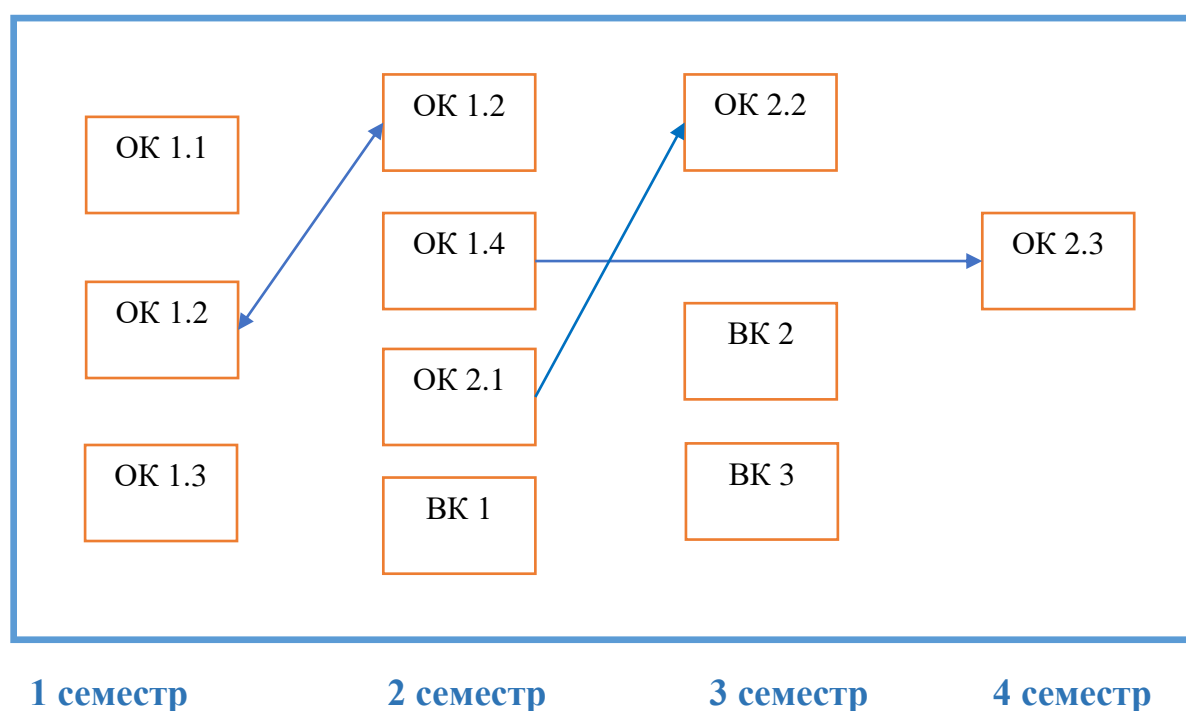 ОК 1.1
ОК 1.2
ОК 1.3
ОК 1.2
ОК 1.4
ОК 2.1
ВК 1
ОК 2.2
ВК 2
ВК 3
ОК 2.3
1 семестр 2 семестр 3 семестр 4 семестр